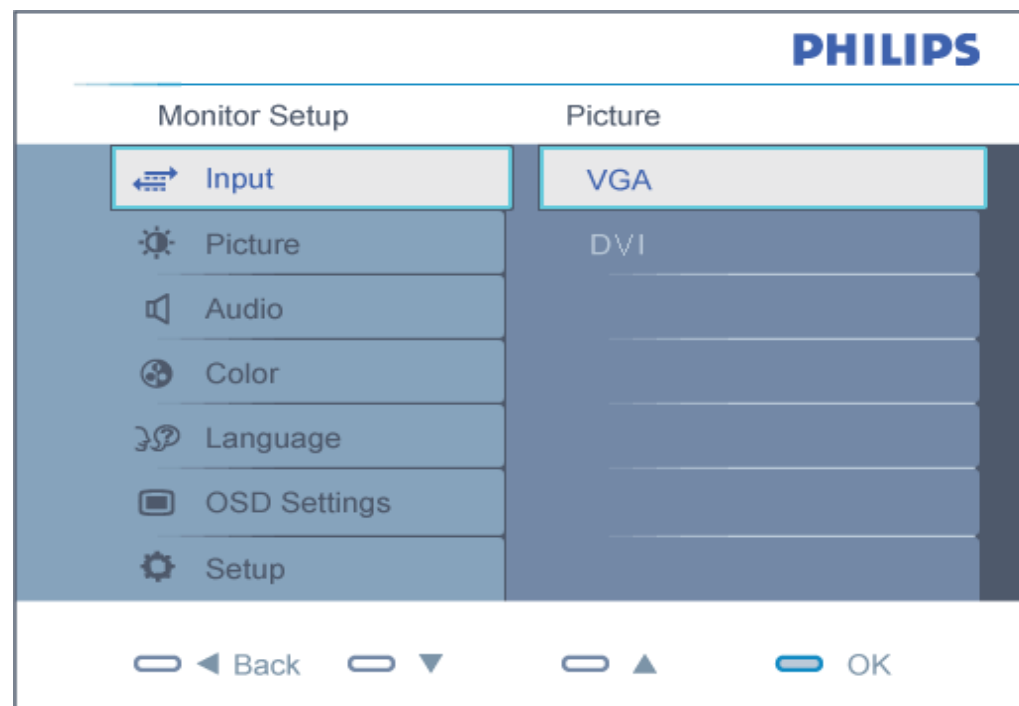 PHILIPS
Monitor Setup Picture
Input VGA
Picture DVI
Audio
Color
Language
OSD Settings
Setup
Back OK